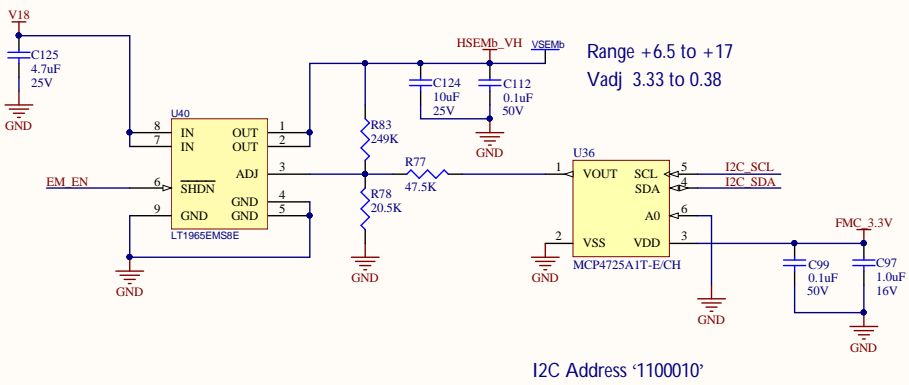 V18
C125
4.7uF
25V
GND
U40
8 IN
7 IN
OUT 1
OUT 2
ADJ 3
EM_EN
6 SHDN
GND 4
9 GND
GND 5
LT1965EMS8E
GND
HSEMb_VH
VSEMb
C124
10uF
25V
C112
0.1uF
50V
GND
R83
249K
R77
47.5K
R78
20.5K
GND
Range +6.5 to +17
Vadj 3.33 to 0.38
U36
1 VOUT
SCL 5
I2C_SCL
SDA 4
I2C_SDA
A0 6
2 VSS
VDD 3
MCP4725A1T-E/CH
GND
GND
FMC_3.3V
C99
0.1uF
50V
C97
1.0uF
16V
GND
I2C Address ‘1100010’